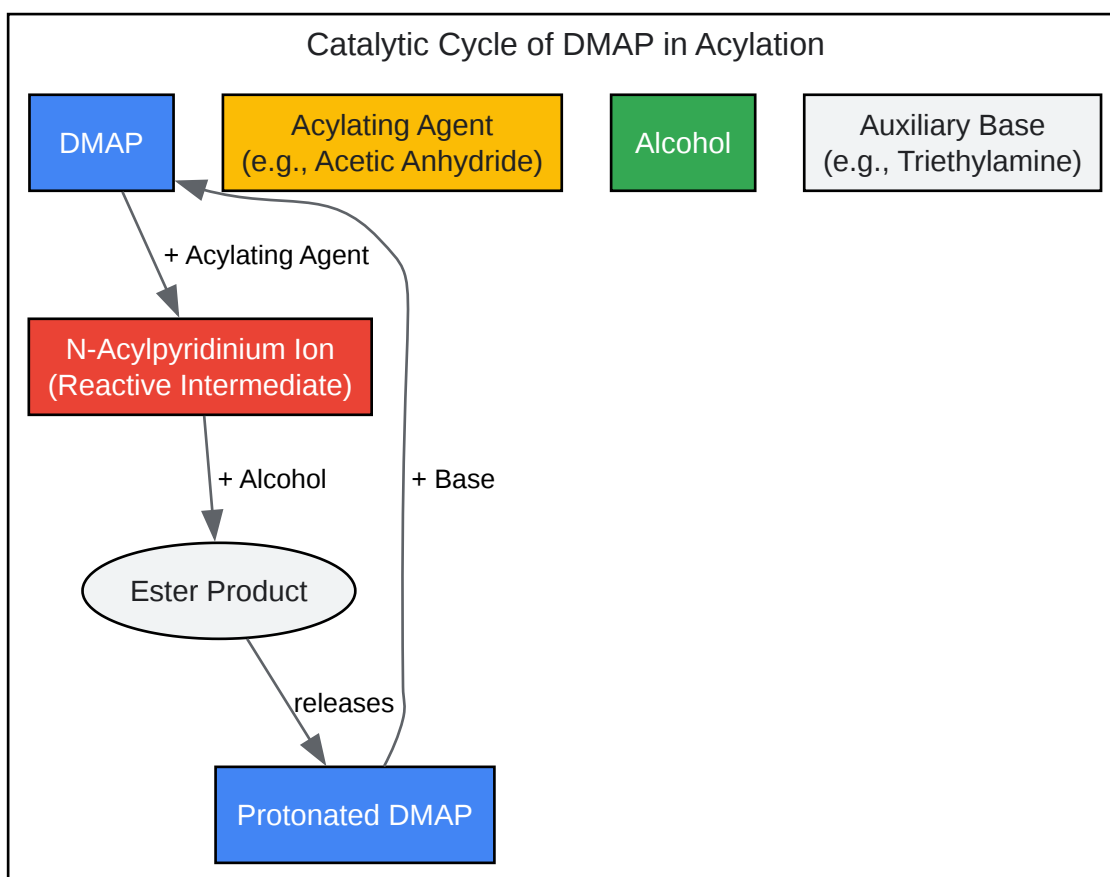 Catalytic Cycle of DMAP in Acylation
DMAP
Acylating Agent
(e.g., Acetic Anhydride)
Alcohol
Auxiliary Base
(e.g., Triethylamine)
+ Acylating Agent
N-Acylpyridinium Ion
(Reactive Intermediate)
+ Alcohol
+ Base
Ester Product
releases
Protonated DMAP